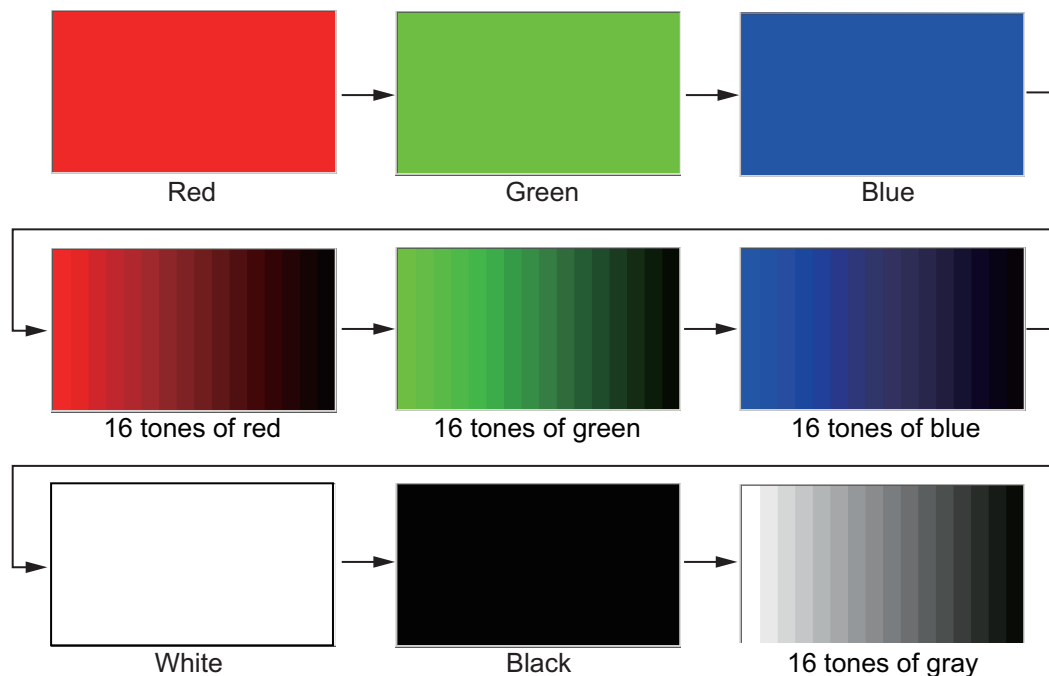 Red
Green
Blue
16 tones of red
16 tones of green
16 tones of blue
White
Black
16 tones of gray